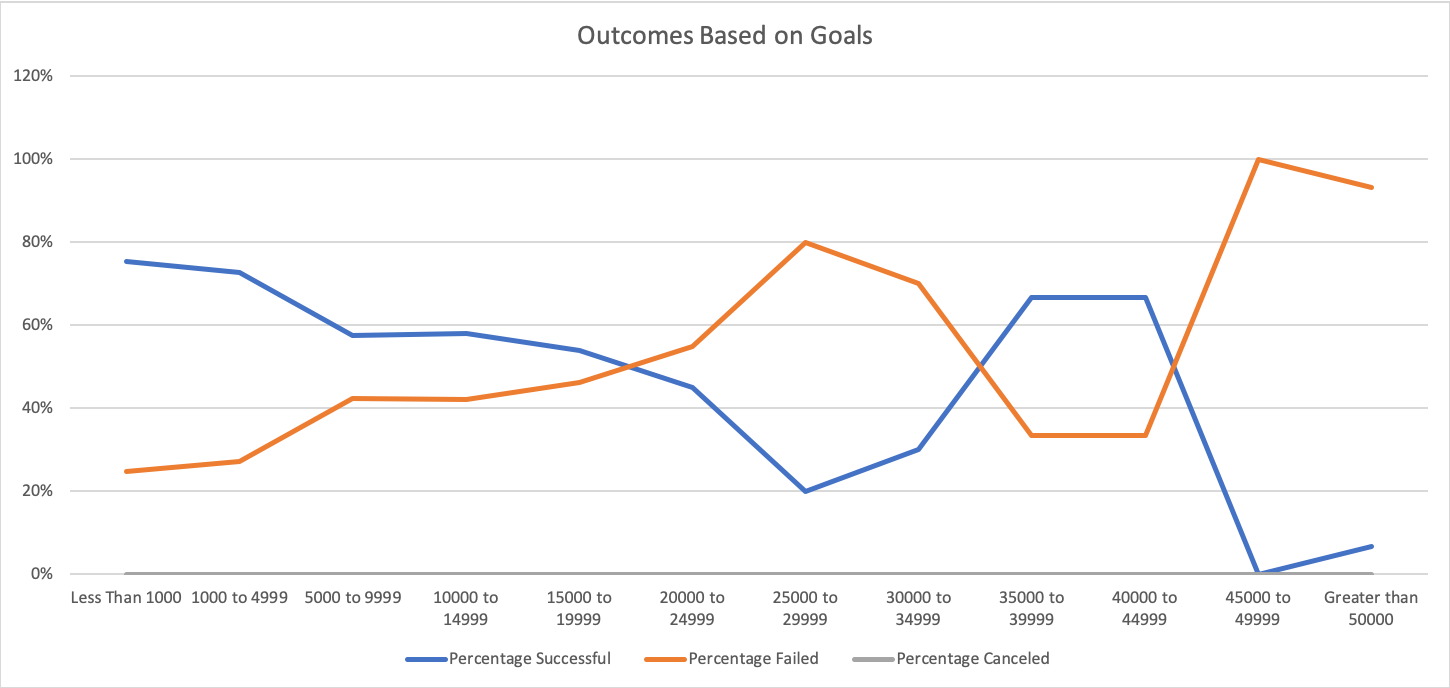 Outcomes Based on Goals
120%
100%
80%
60%
40%
20%
0%
Less Than 1000
1000 to 4999
5000 to 9999
10000 to
14999
15000 to
19999
20000 to
24999
25000 to
29999
30000 to
34999
35000 to
39999
40000 to
44999
45000 to
49999
Greater than
50000
Percentage Successful
Percentage Failed
Percentage Canceled